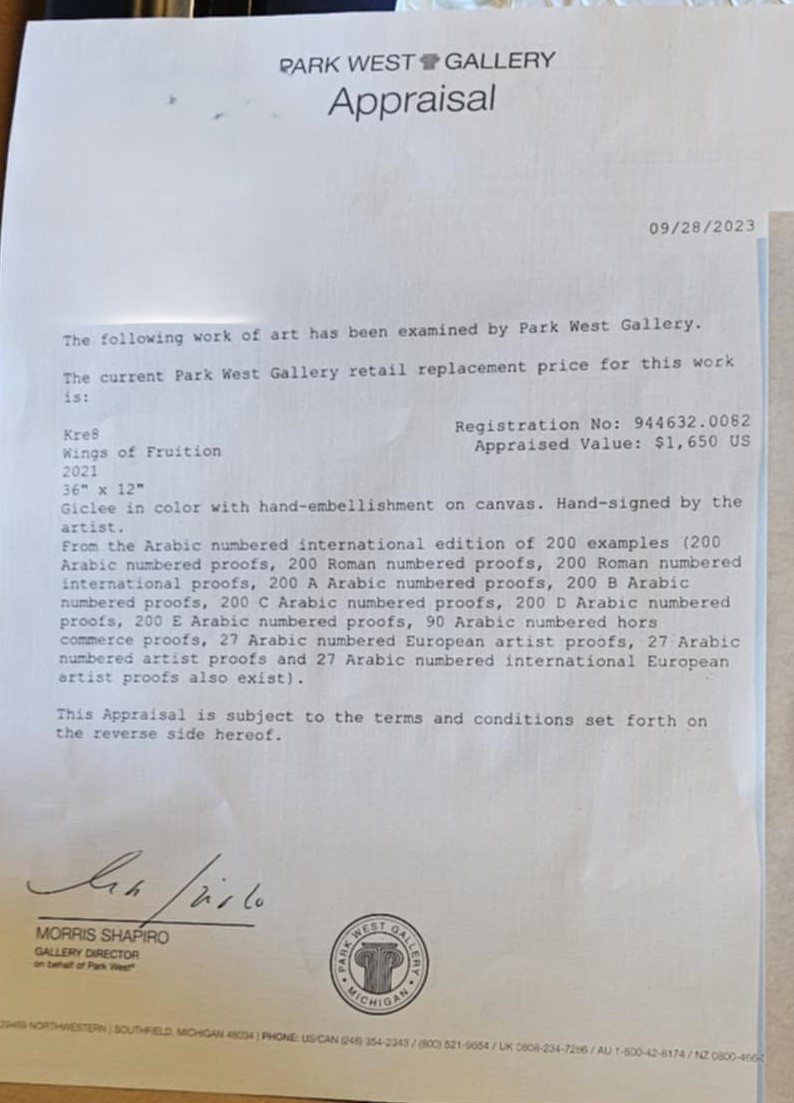 PARK WEST GALLERY
Appraisal
09/28/2023
The following work of art has been examined by Park West Gallery.
The current Park West Gallery retail replacement price for this work
is:
Registration No: 944632.0082
Appraised Value: $1,650 US
Kre8
Wings of Fruition
2021
36" x 12"
Giclee in color with hand-embellishment on canvas. Hand-signed by the
artist.
From the Arabic numbered international edition of 200 examples (200
Arabic numbered proofs, 200 Roman numbered proofs, 200 Roman numbered
international proofs, 200 A Arabic numbered proofs, 200 B Arabic
numbered proofs, 200 C Arabic numbered proofs, 200 D Arabic numbered
proofs, 200 E Arabic numbered proofs, 90 Arabic numbered hors
commerce proofs, 27 Arabic numbered European artist proofs, 27 Arabic
numbered artist proofs and 27 Arabic numbered international European
artist proofs also exist).
This Appraisal is subject to the terms and conditions set forth on
the reverse side hereof.
MORRIS SHAPIRO
GALLERY DIRECTOR
on behalf of Park West®
PARK WEST GALLERY
MICHIGAN
NORTHWESTERN | SOUTHFIELD, MICHIGAN 48034 | PHONE: US/CAN (248) 354-2343 / (800) 521-9654 / UK 0808-234-7286 / AU 1-800-42-8174 / NZ